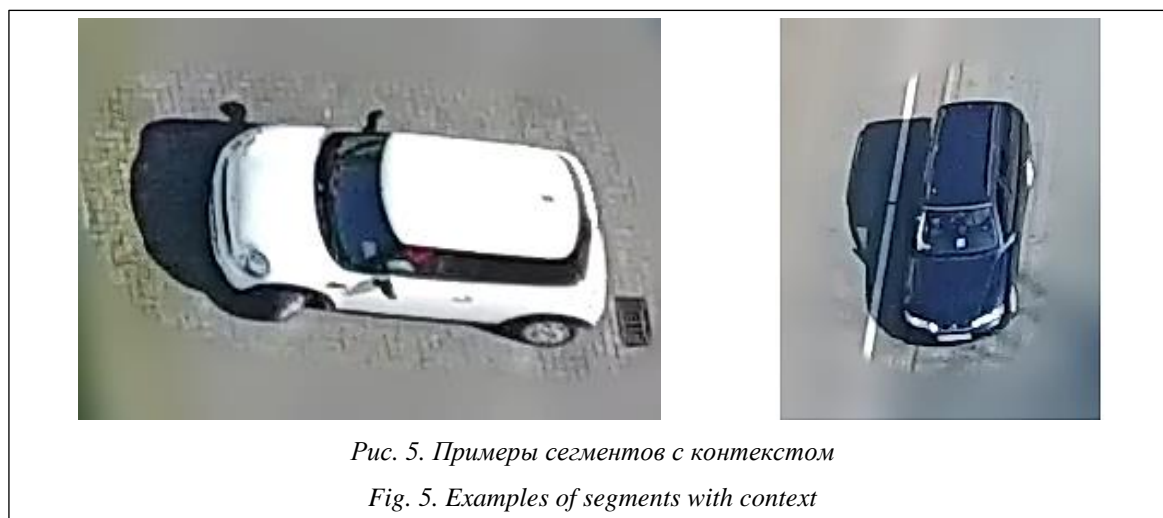 Рис. 5. Примеры сегментов с контекстом
Fig. 5. Examples of segments with context